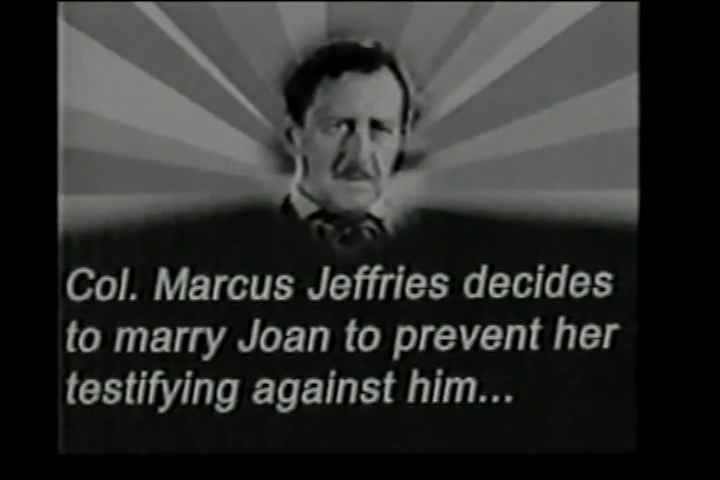 Col. Marcus Jeffries decides
to marry Joan to prevent her
testifying against him...